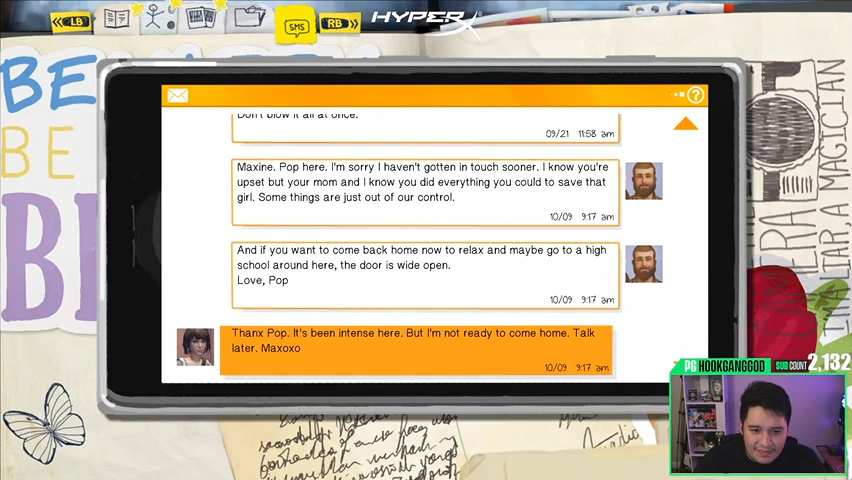 LB
SMS
RB
HYPERX
BE
BE
CAMERA
I'M A LIAR, A MAGICIAN
?
Don't blow it all at once.
09/21 11:58 am
Maxine. Pop here. I'm sorry I haven't gotten in touch sooner. I know you're
upset but your mom and I know you did everything you could to save that
girl. Some things are just out of our control.
10/09 9:17 am
And if you want to come back home now to relax and maybe go to a high
school around here, the door is wide open.
Love, Pop
10/09 9:17 am
Thanx Pop. It's been intense here. But I'm not ready to come home. Talk
later. Maxoxo
10/09 9:17 am
PG HOOKGANGGOD SUB COUNT 2,132